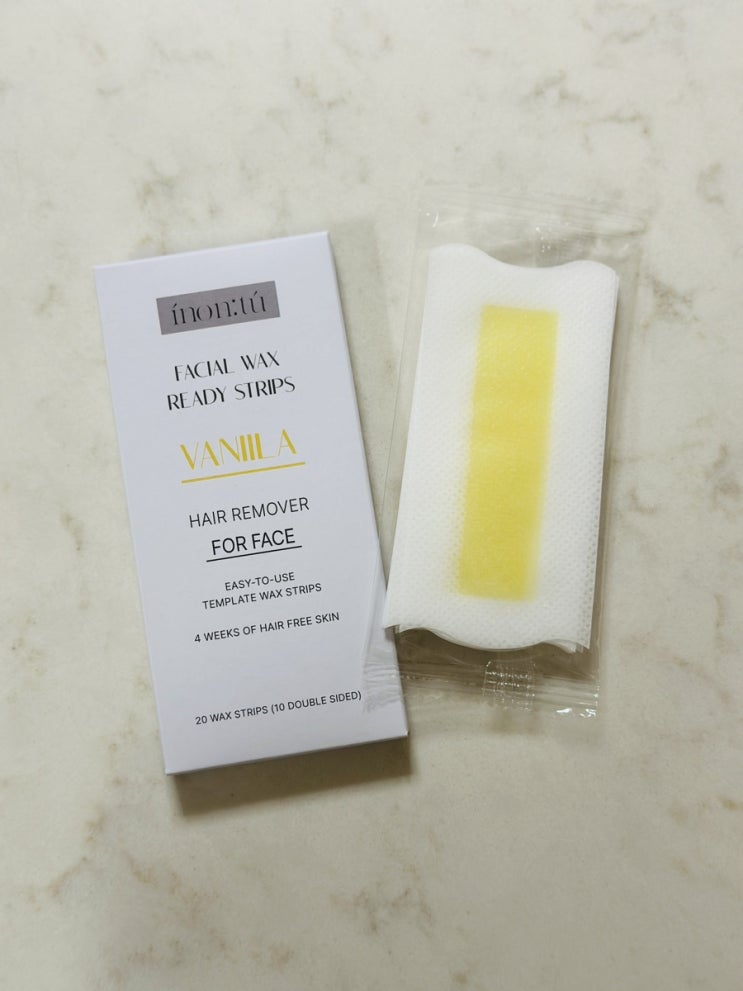 ínon:tú
FACIAL WAX
READY STRIPS
VANIILA
HAIR REMOVER
FOR FACE
EASY-TO-USE
TEMPLATE WAX STRIPS
4 WEEKS OF HAIR FREE SKIN
20 WAX STRIPS (10 DOUBLE SIDED)